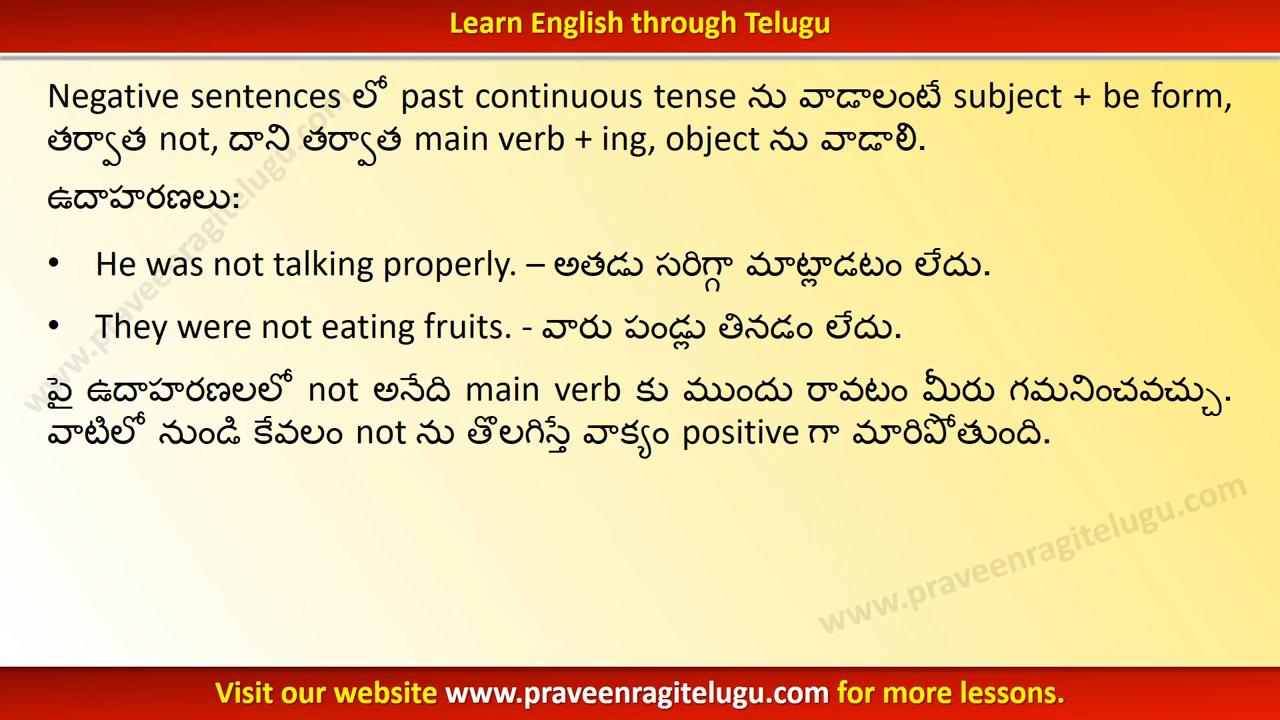 Learn English through Telugu
Negative sentences లో past continuous tense ను వాడాలంటే subject + be form,
తర్వాత not, దాని తర్వాత main verb + ing, object ను వాడాలి.
ఉదాహరణలు:
• He was not talking properly. – అతడు సరిగ్గా మాట్లాడటం లేదు.
• They were not eating fruits. - వారు పండ్లు తినడం లేదు.
పై ఉదాహరణలలో not అనేది main verb కు ముందు రావటం మీరు గమనించవచ్చు.
వాటిలో నుండి కేవలం not ను తొలగిస్తే వాక్యం positive గా మారిపోతుంది.
www.praveenragitelugu.com
www.praveenragitelugu.com
Visit our website www.praveenragitelugu.com for more lessons.